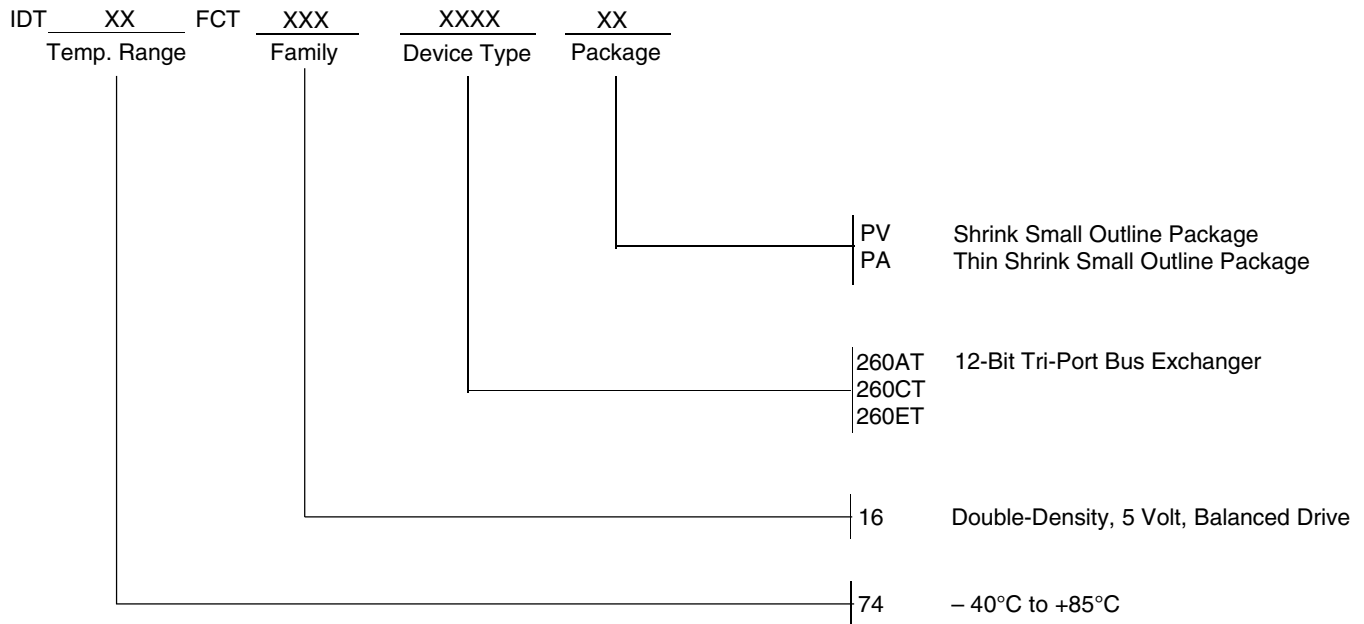 IDT XX FCT XXX XXXX XX
Temp. Range Family Device Type Package
PV Shrink Small Outline Package
PA Thin Shrink Small Outline Package
260AT 12-Bit Tri-Port Bus Exchanger
260CT
260ET
16 Double-Density, 5 Volt, Balanced Drive
74 – 40°C to +85°C